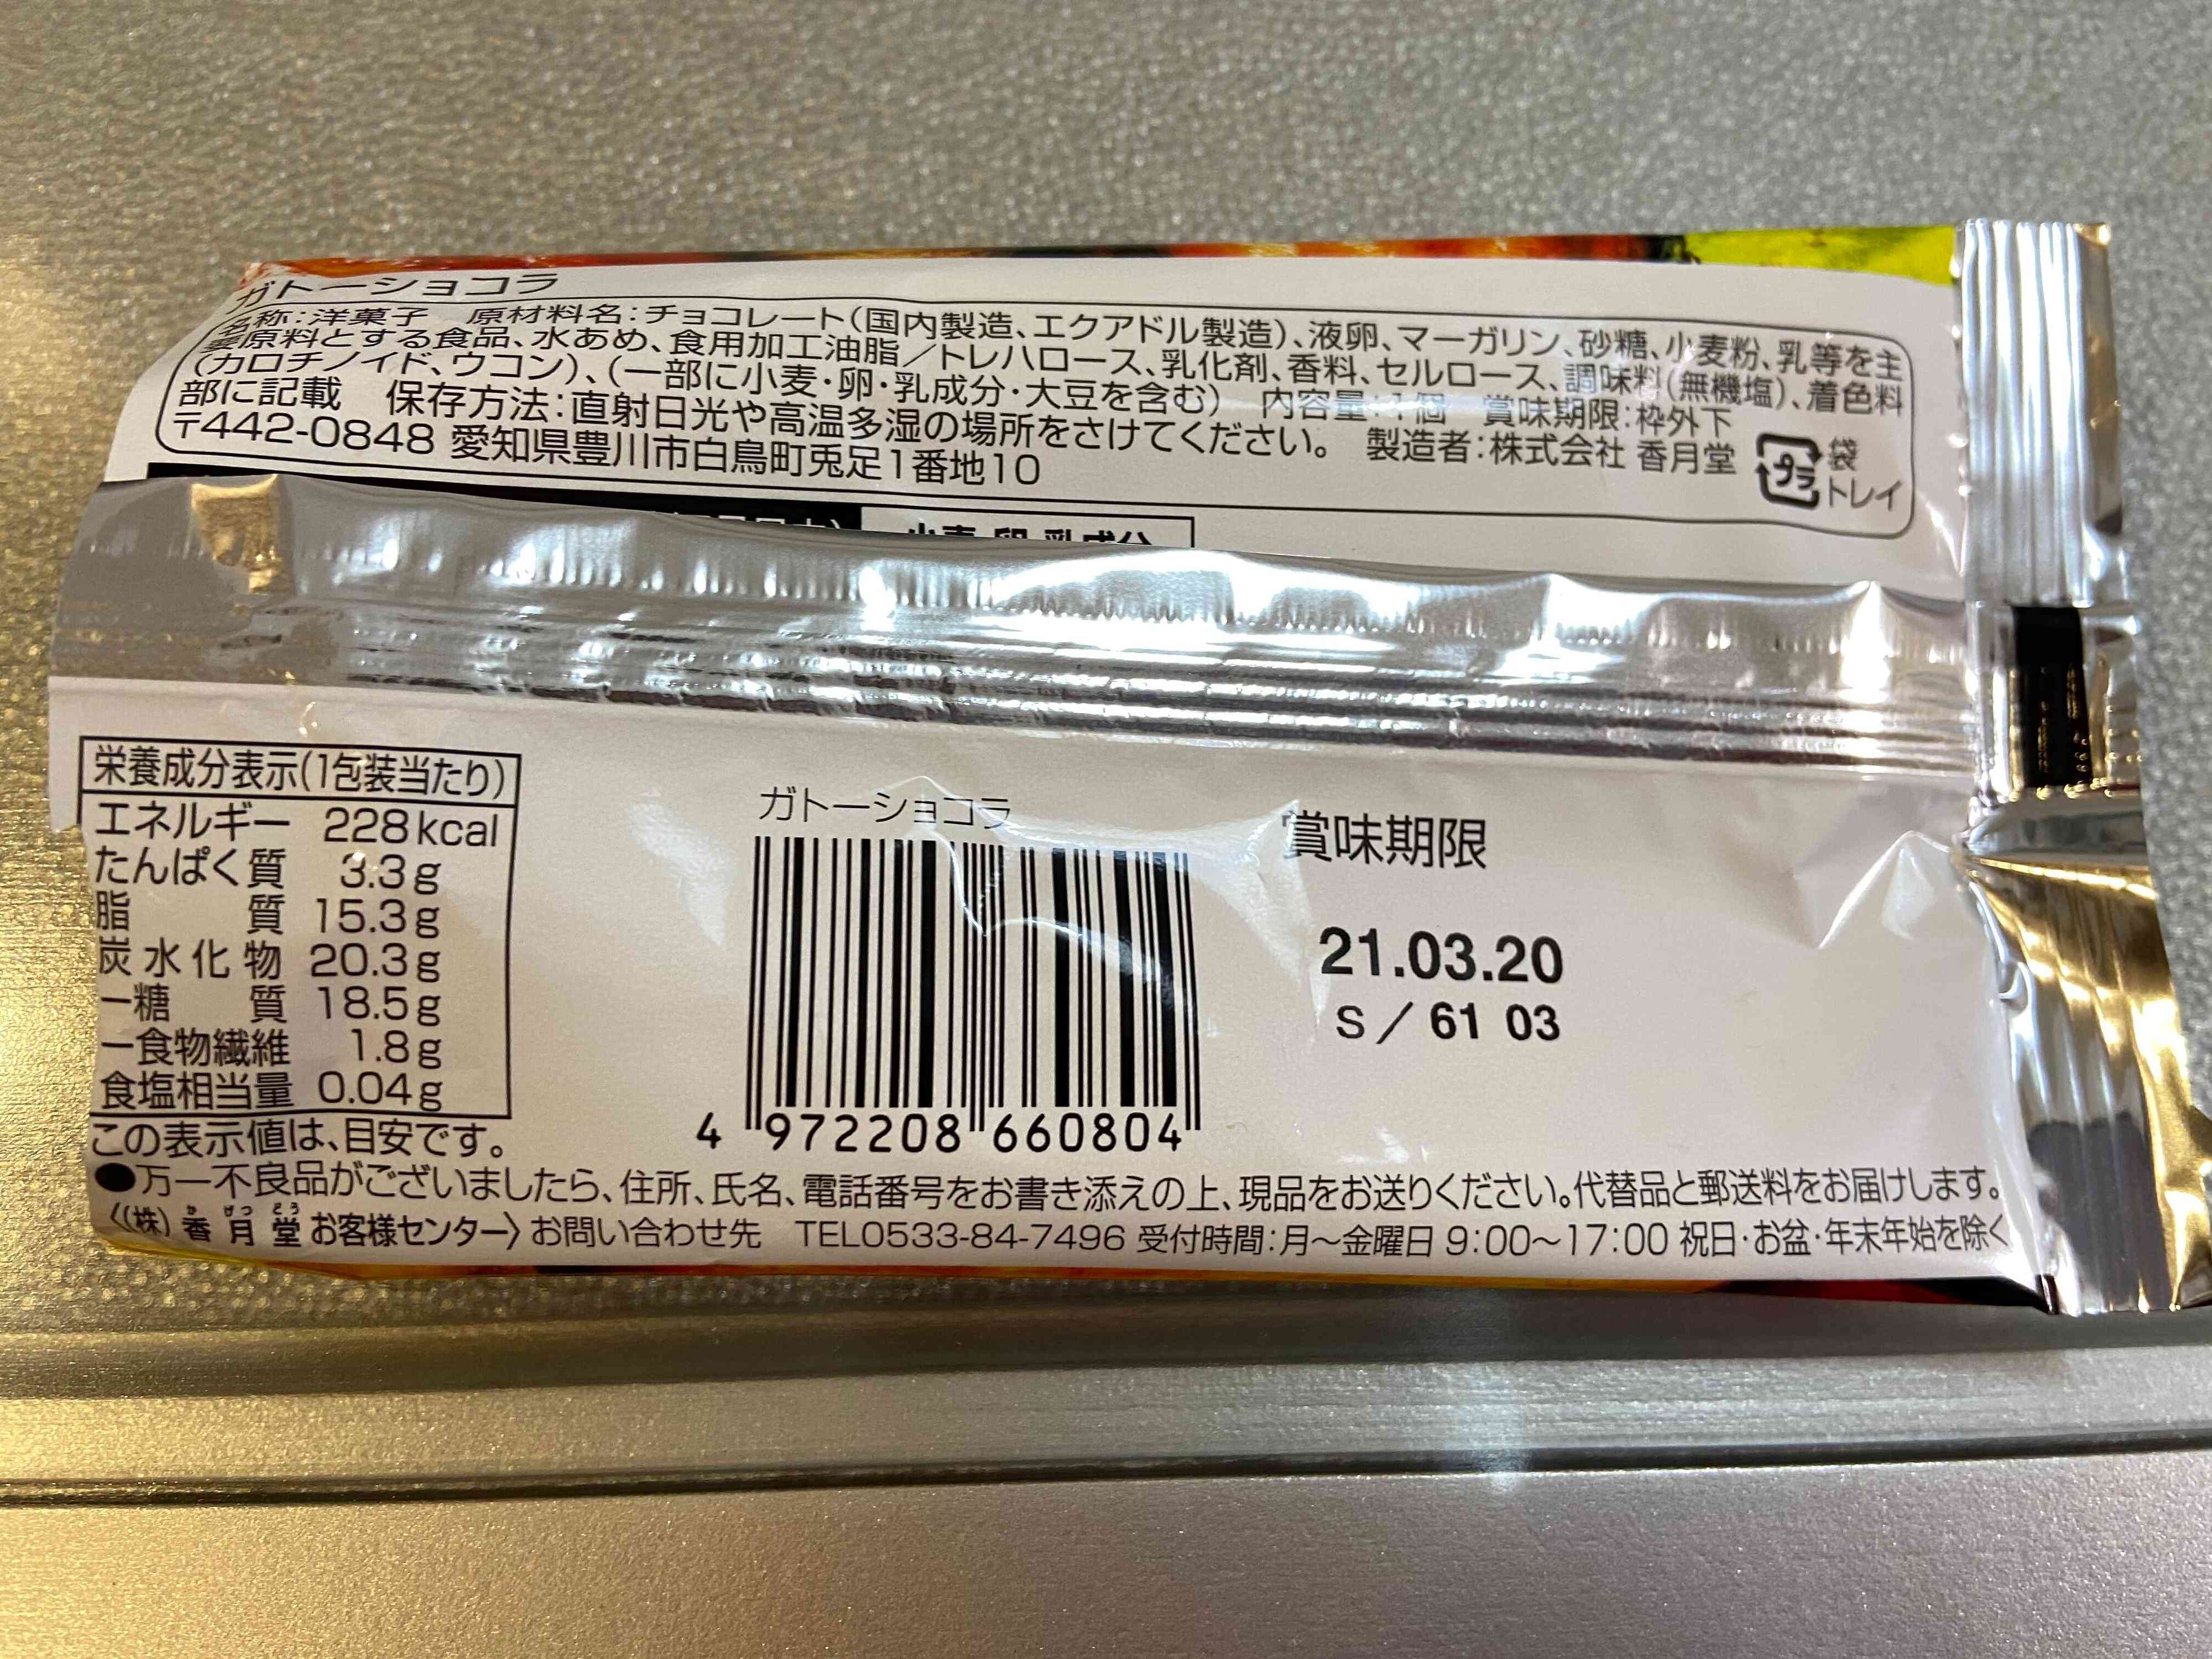 ガトーショコラ
名称:洋菓子 原材料名:チョコレート(国内製造、エクアドル製造)、液卵、マーガリン、砂糖、小麦粉、乳等を主
要原料とする食品、水あめ、食用加工油脂/トレハロース、乳化剤、香料、セルロース、調味料(無機塩)、着色料
(カロチノイド、ウコン)、(一部に小麦・卵・乳成分・大豆を含む) 内容量:1個 賞味期限:枠外下
部に記載 保存方法:直射日光や高温多湿の場所をさけてください。 製造者:株式会社 香月堂
〒442-0848 愛知県豊川市白鳥町兎足1番地10
プラ
袋
トレイ
小麦・卵・乳成分
栄養成分表示(1包装当たり)
エネルギー 228kcal
たんぱく質 3.3g
脂質 15.3g
炭水化物 20.3g
ー糖質 18.5g
ー食物繊維 1.8g
食塩相当量 0.04g
この表示値は、目安です。
ガトーショコラ
4 972208 660804
賞味期限
21.03.20
S/61 03
●万一不良品がございましたら、住所、氏名、電話番号をお書き添えの上、現品をお送りください。代替品と郵送料をお届けします。
〈(株)香月堂お客様センター〉お問い合わせ先 TEL0533-84-7496 受付時間:月〜金曜日 9:00〜17:00 祝日・お盆・年末年始を除く